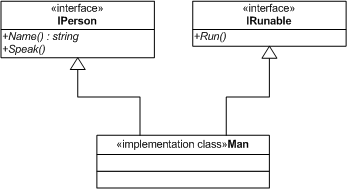 «interface»
IPerson
+Name() : string
+Speak()
«interface»
IRunable
+Run()
«implementation class»Man